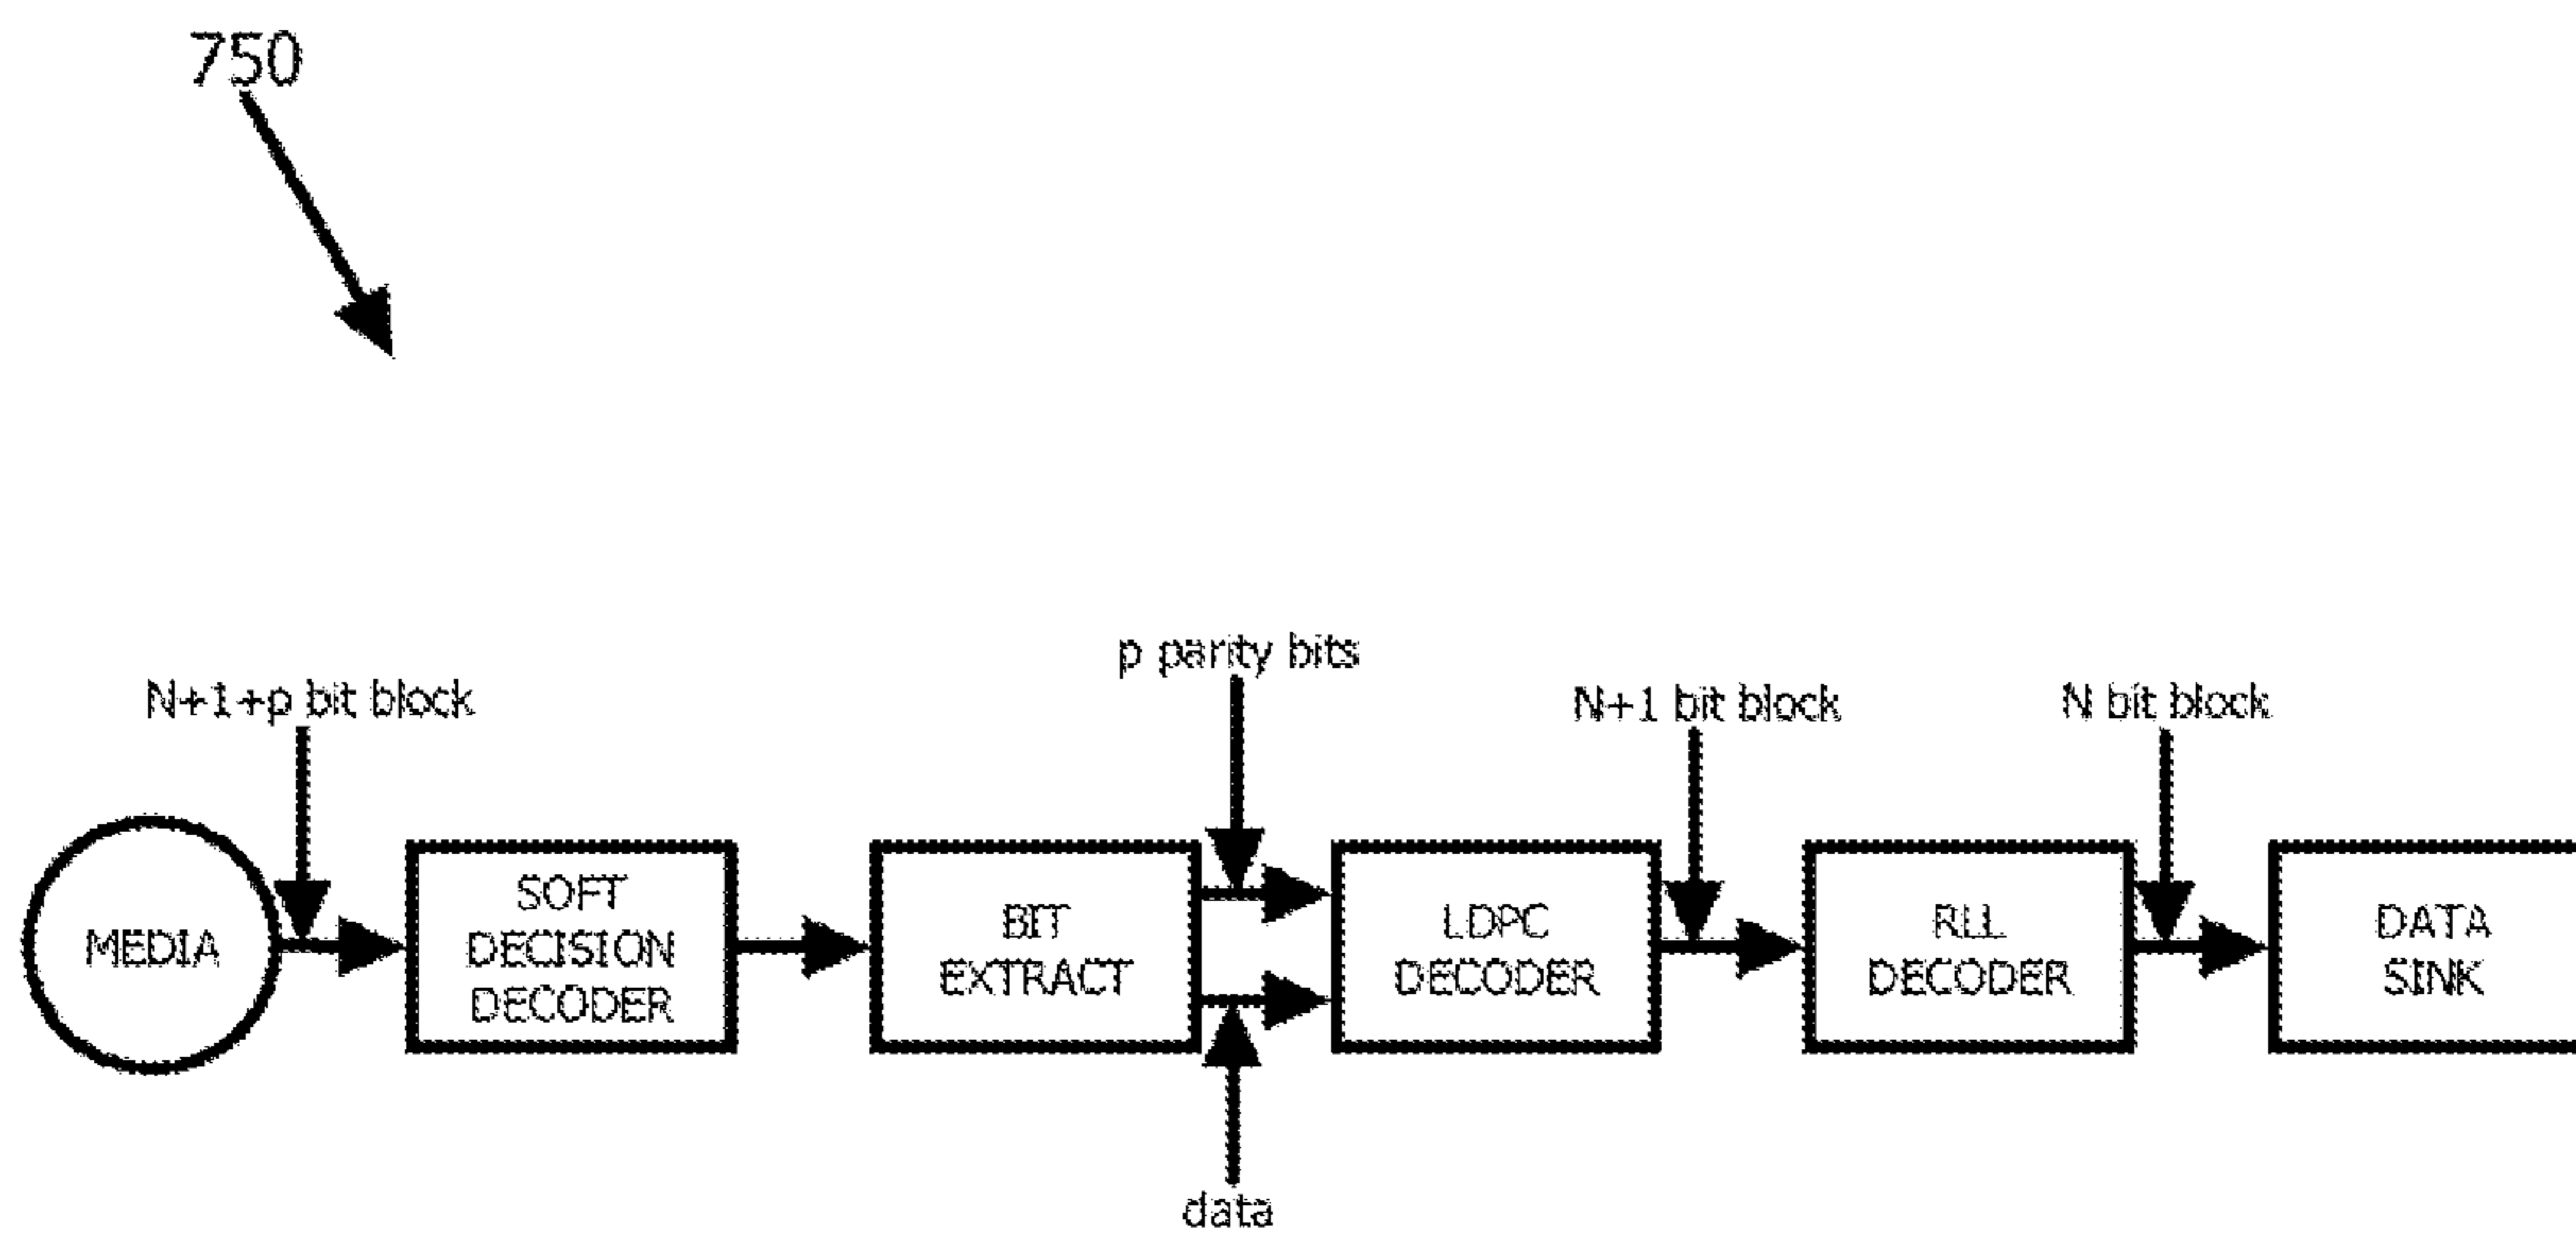 750
p parity bits
N+1+p bit block
N+1 bit block
N bit block
MEDIA
SOFT
DECISION
DECODER
BIT
EXTRACT
LDPC
DECODER
RLL
DECODER
DATA
SINK
data